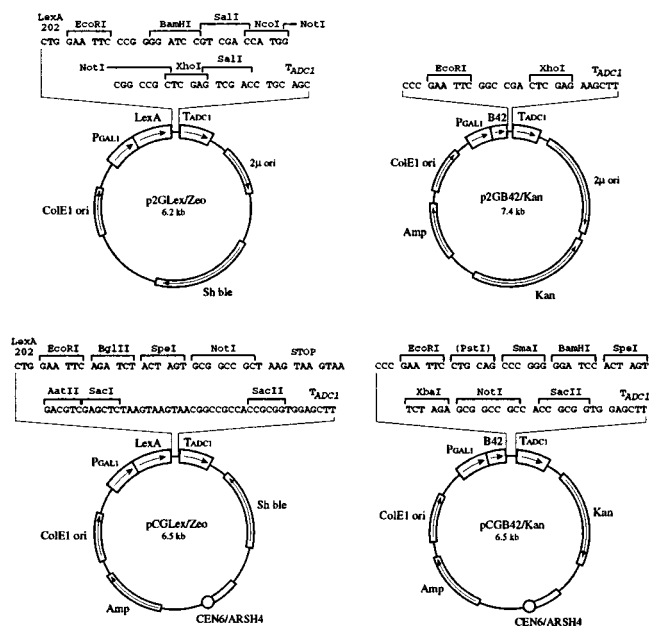 LexA
202
EcoRI BamHI SalI NcoI NotI
CTG GAA TTC CCG GGG ATC CGT CGA CCA TGG
NotI XhoI SalI TADC1
CGG CCGC CTC GAG TCG ACC TGC AGC
LexA TADC1
PGAL1
2µ ori
ColE1 ori
p2GLex/Zeo
6.2 kb
Sh ble
EcoRI XhoI TADC1
CCC GAA TTC GGC CGA CTC GAG AAGCTT
B42 TADC1
PGAL1
ColE1 ori
2µ ori
p2GB42/Kan
7.4 kb
Amp
Kan
LexA
202
EcoRI BglII SpeI NotI STOP
CTG GAA TTC AGA TCT ACT AGT GCG GCC GCT AAG TAA GTAA
AatII SacI SacII TADC1
GACGTCGAGCTCTAAGTAAGTAACGGCCGCCACCGCGGTGGAGCTT
LexA TADC1
PGAL1
Sh ble
ColE1 ori
pCGLex/Zeo
6.5 kb
Amp
CEN6/ARSH4
EcoRI (PstI) SmaI BamHI SpeI
CCC GAA TTC CTG CAG CCC GGG GGA TCC ACT AGT
XbaI NotI SacII TADC1
TCT AGA GCG GCC GCC ACC GCG GTG GAGCTT
B42 TADC1
PGAL1
ColE1 ori
Kan
pCGB42/Kan
6.5 kb
Amp
CEN6/ARSH4